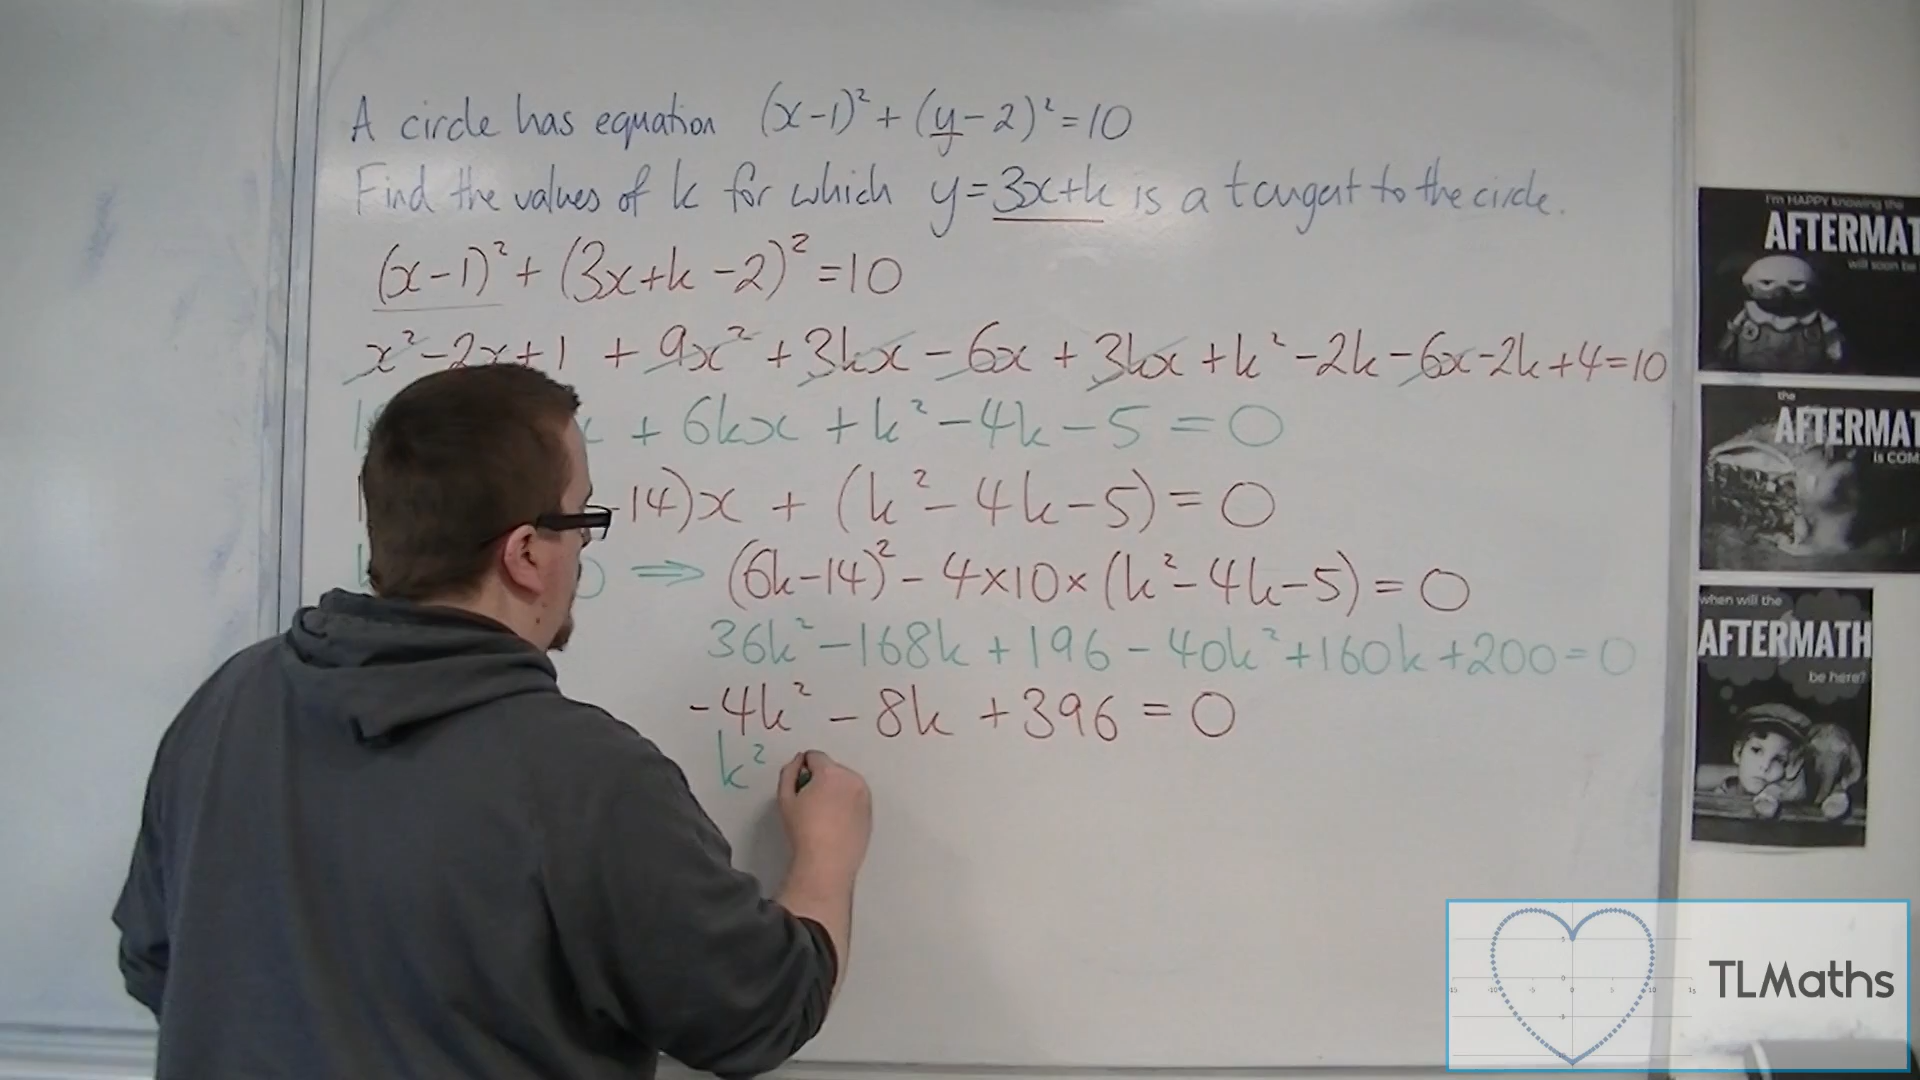 A circle has equation (x-1)² + (y-2)² = 10
Find the values of k for which y = 3x+k is a tangent to the circle.
(x-1)² + (3x+k-2)² = 10
x² - 2x + 1 + 9x² + 3kx - 6x + 3kx + k² - 2k - 6x - 2k + 4 = 10
+ 6kx + k² - 4k - 5 = 0
-14)x + (k² - 4k - 5) = 0
0 ⇒ (6k-14)² - 4×10×(k² - 4k - 5) = 0
36k² - 168k + 196 - 40k² + 160k + 200 = 0
-4k² - 8k + 396 = 0
k²
I'm HAPPY knowing the
AFTERMAT
will soon be
the
AFTERMAT
is COM
when will the
AFTERMATH
be here?
TLMaths